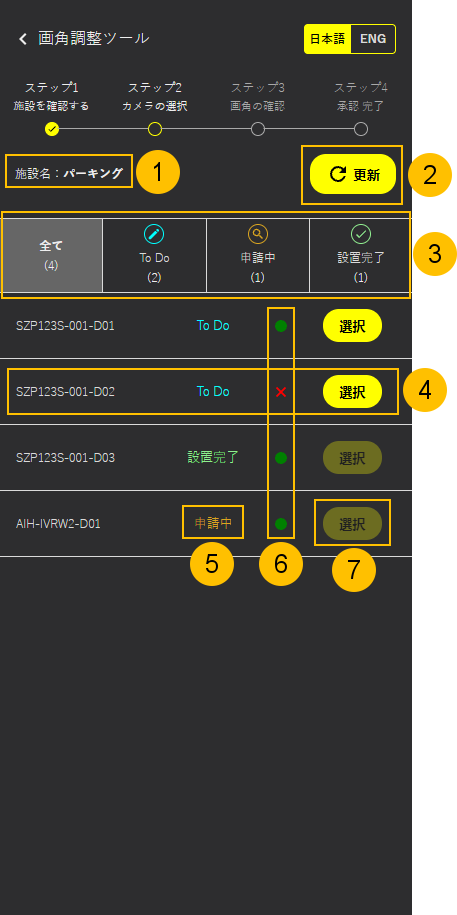 画角調整ツール
日本語 ENG
ステップ1 ステップ2 ステップ3 ステップ4
施設を確認する カメラの選択 画角の確認 承認 完了
施設名：パーキング 1 更新 2
全て To Do 申請中 設置完了 3
(4) (2) (1) (1)
SZP123S-001-D01 To Do 選択
SZP123S-001-D02 To Do 選択 4
SZP123S-001-D03 設置完了 選択
AIH-IVRW2-D01 申請中 選択
5 6 7